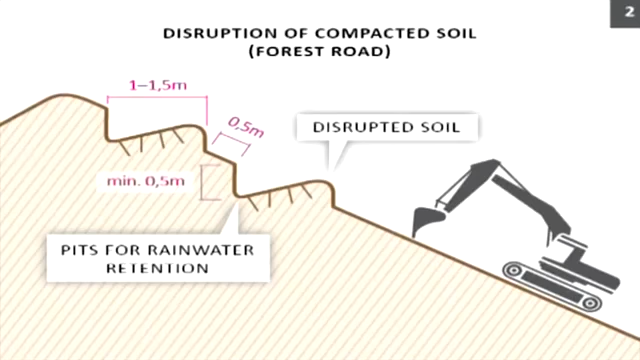 2
DISRUPTION OF COMPACTED SOIL
(FOREST ROAD)
1–1,5m
0,5m
DISRUPTED SOIL
min. 0,5m
PITS FOR RAINWATER
RETENTION